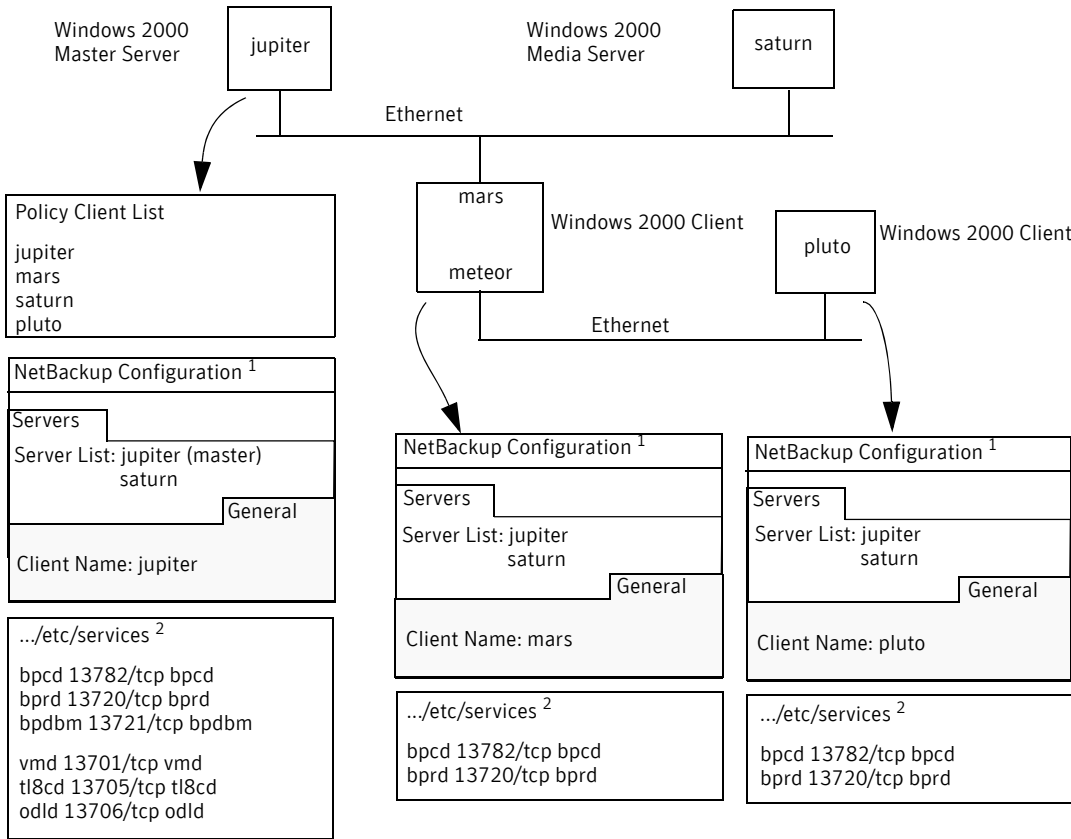 Windows 2000
Master Server
jupiter
Windows 2000
Media Server
saturn
Ethernet
mars
meteor
Windows 2000 Client
pluto
Windows 2000 Client
Ethernet
Policy Client List
jupiter
mars
saturn
pluto
NetBackup Configuration 1
Servers
Server List: jupiter (master)
saturn
General
Client Name: jupiter
.../etc/services 2
bpcd 13782/tcp bpcd
bprd 13720/tcp bprd
bpdbm 13721/tcp bpdbm
vmd 13701/tcp vmd
tl8cd 13705/tcp tl8cd
odld 13706/tcp odld
NetBackup Configuration 1
Servers
Server List: jupiter
saturn
General
Client Name: mars
.../etc/services 2
bpcd 13782/tcp bpcd
bprd 13720/tcp bprd
NetBackup Configuration 1
Servers
Server List: jupiter
saturn
General
Client Name: pluto
.../etc/services 2
bpcd 13782/tcp bpcd
bprd 13720/tcp bprd